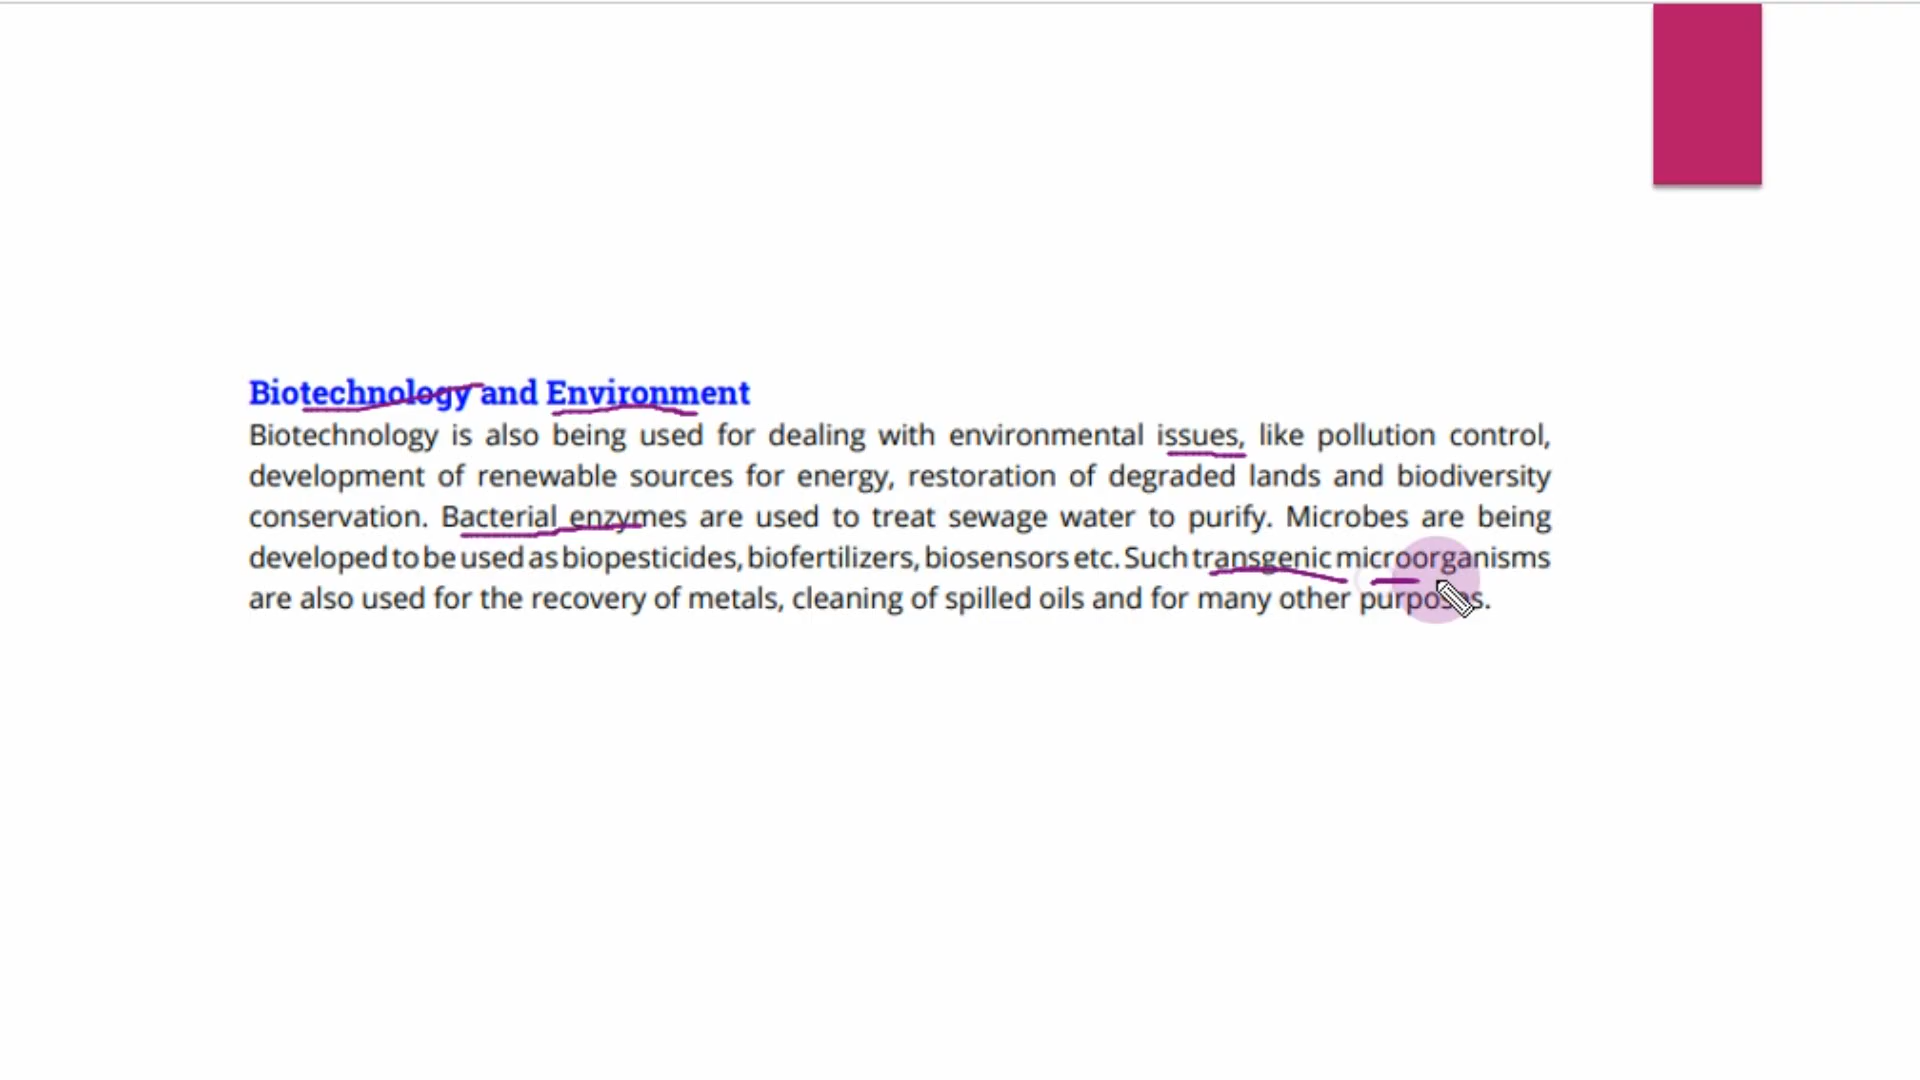 Biotechnology and Environment
Biotechnology is also being used for dealing with environmental issues, like pollution control,
development of renewable sources for energy, restoration of degraded lands and biodiversity
conservation. Bacterial enzymes are used to treat sewage water to purify. Microbes are being
developed to be used as biopesticides, biofertilizers, biosensors etc. Such transgenic microorganisms
are also used for the recovery of metals, cleaning of spilled oils and for many other purposes.